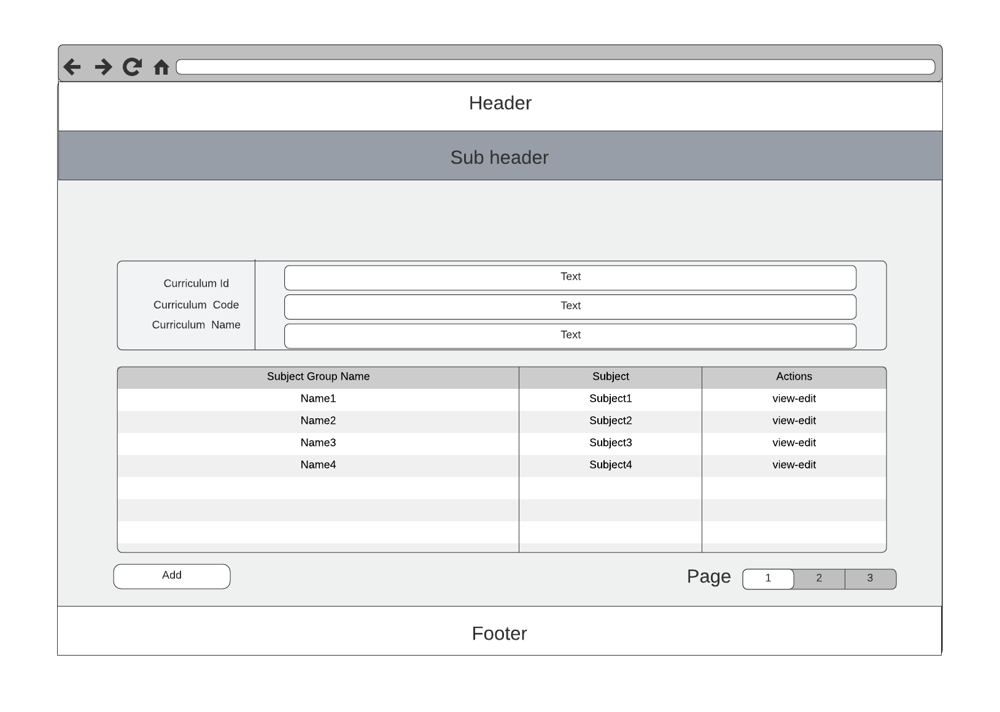 Header
Sub header
Curriculum Id
Text
Curriculum  Code
Text
Curriculum  Name
Text
Subject Group Name Subject Actions
Name1 Subject1 view-edit
Name2 Subject2 view-edit
Name3 Subject3 view-edit
Name4 Subject4 view-edit
Add Page 1 2 3
Footer